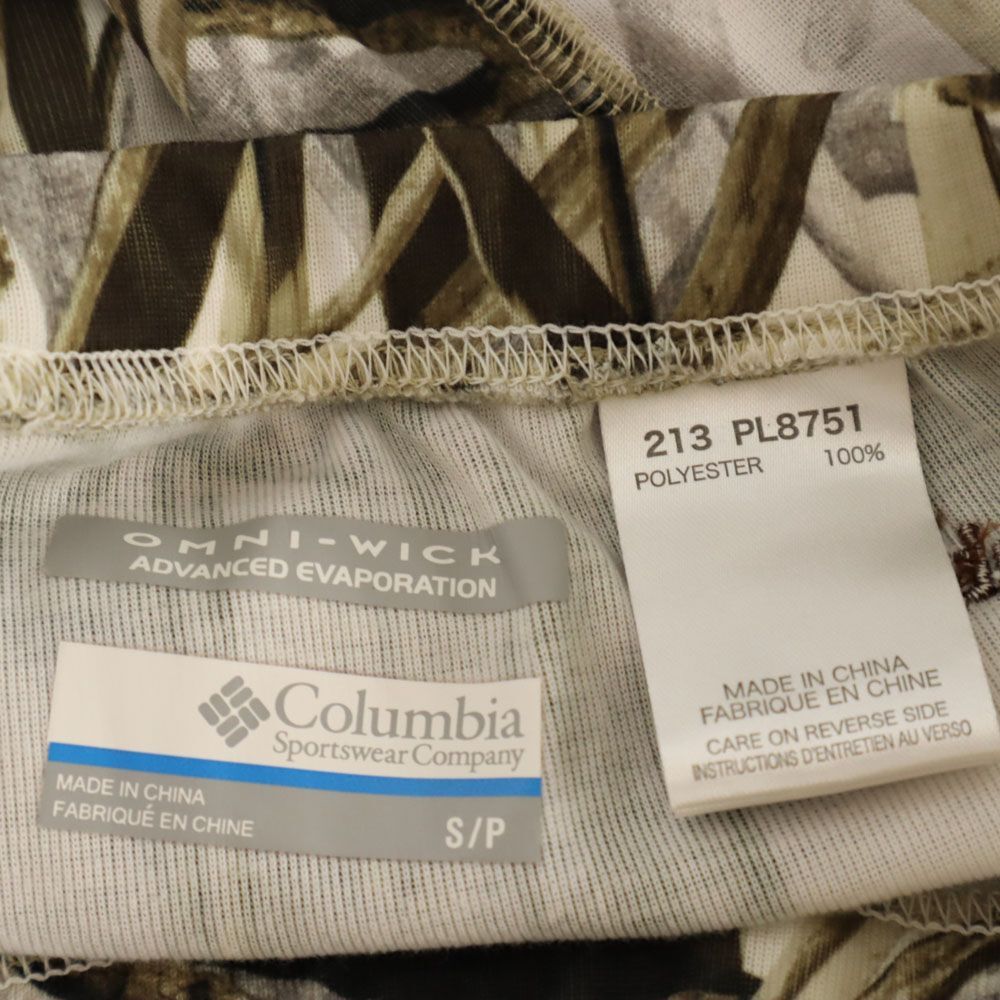 213 PL8751
POLYESTER 100%
OMNI-WICK
ADVANCED EVAPORATION
Columbia
Sportswear Company
MADE IN CHINA
FABRIQUÉ EN CHINE
S/P
MADE IN CHINA
FABRIQUE EN CHINE
CARE ON REVERSE SIDE
INSTRUCTIONS D'ENTRETIEN AU VERSO